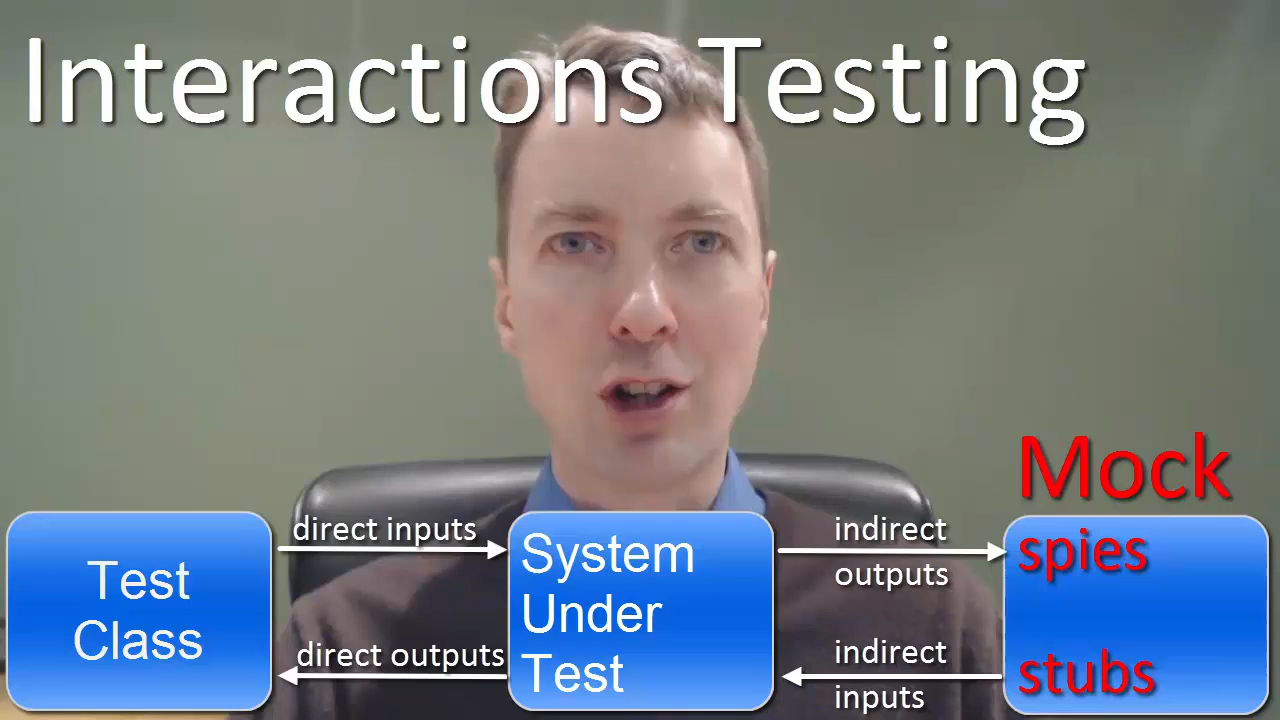 Interactions Testing
Mock
Test
Class
direct inputs
direct outputs
System
Under
Test
indirect
outputs
indirect
inputs
spies
stubs